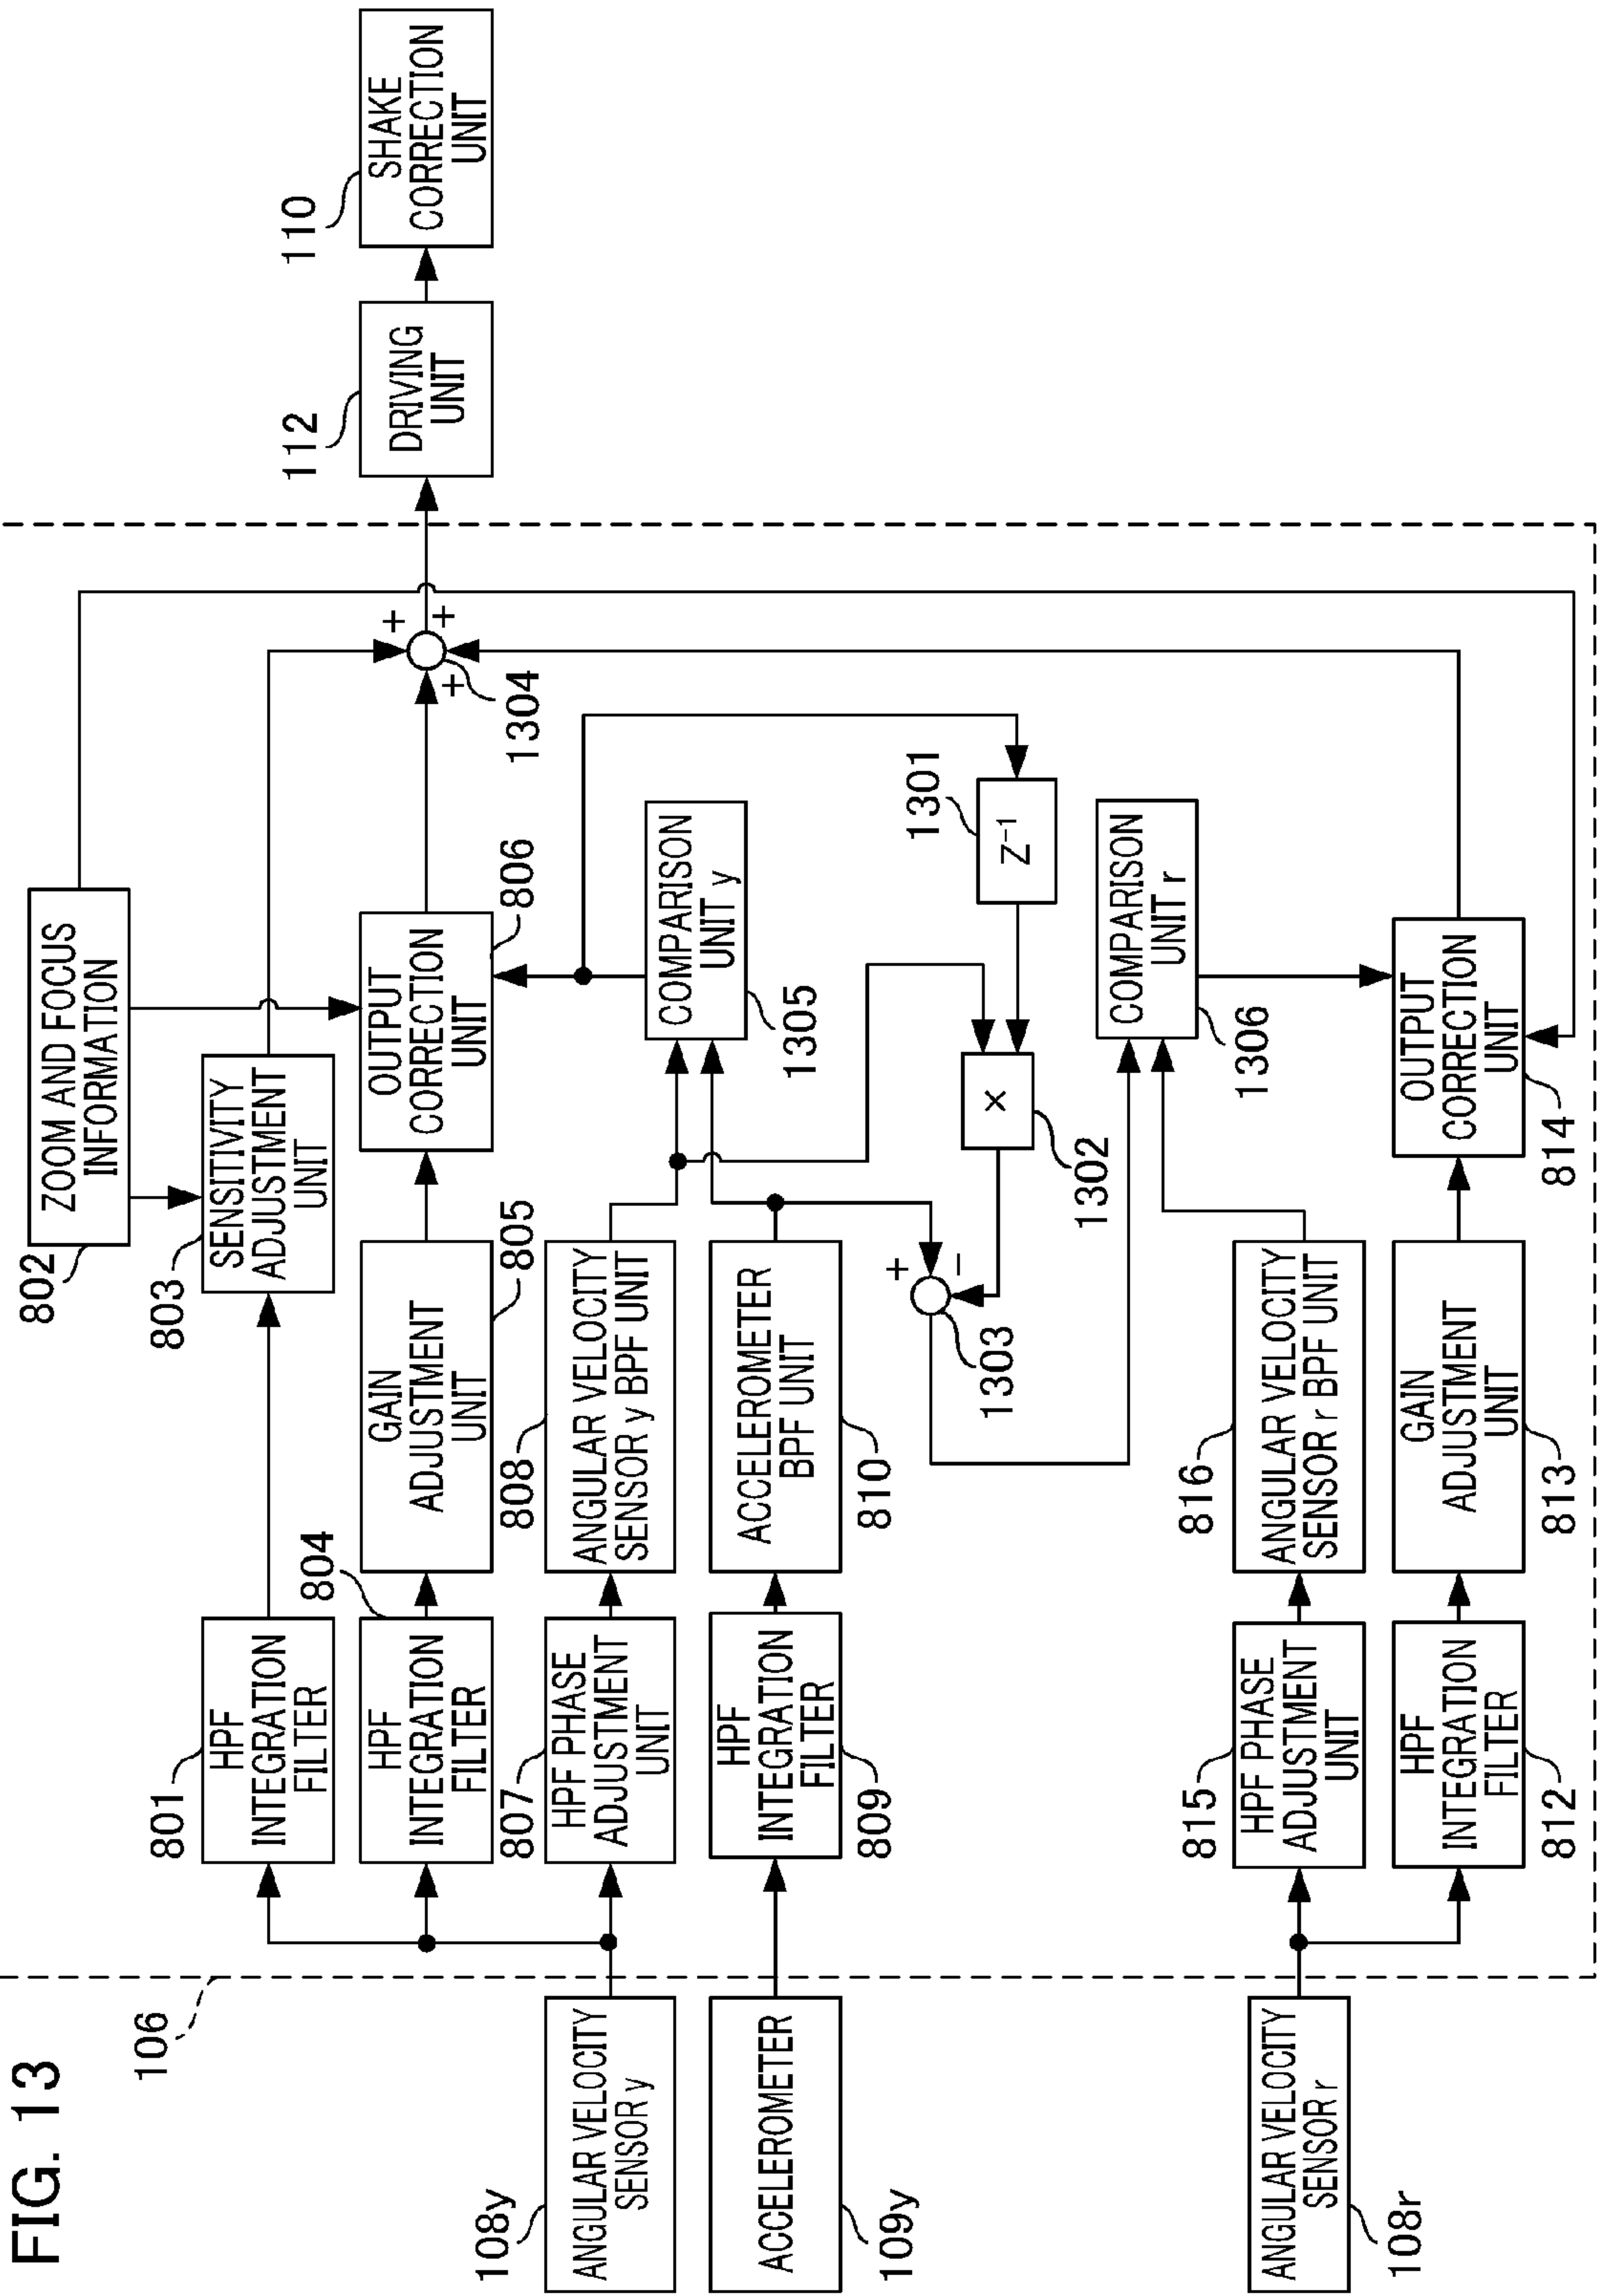 FIG. 13
106
108y
ANGULAR VELOCITY
SENSOR y
109y
ACCELEROMETER
108r
ANGULAR VELOCITY
SENSOR r
801
HPF
INTEGRATION
FILTER
804
HPF
INTEGRATION
FILTER
807
HPF PHASE
ADJUSTMENT
UNIT
809
HPF
INTEGRATION
FILTER
815
HPF PHASE
ADJUSTMENT
UNIT
812
HPF
INTEGRATION
FILTER
802
ZOOM AND FOCUS
INFORMATION
803
SENSITIVITY
ADJUSTMENT
UNIT
805
GAIN
ADJUSTMENT
UNIT
808
ANGULAR VELOCITY
SENSOR y BPF UNIT
810
ACCELEROMETER
BPF UNIT
816
ANGULAR VELOCITY
SENSOR r BPF UNIT
813
GAIN
ADJUSTMENT
UNIT
806
OUTPUT
CORRECTION
UNIT
1305
COMPARISON
UNIT y
1303
+
−
1302
×
1301
Z⁻¹
1306
COMPARISON
UNIT r
814
OUTPUT
CORRECTION
UNIT
1304
+
+
+
112
DRIVING
UNIT
110
SHAKE
CORRECTION
UNIT